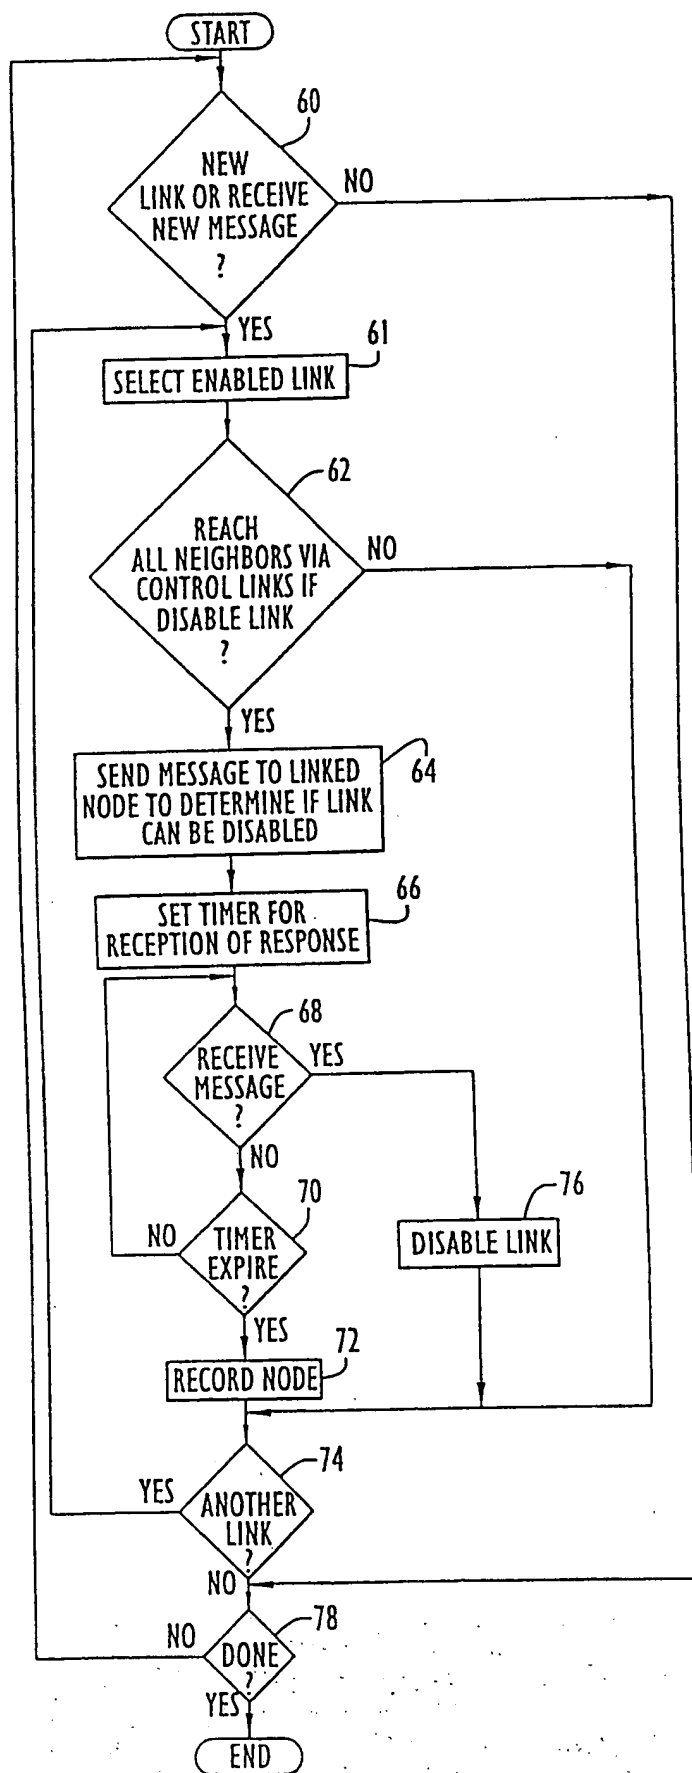 START
60
NEW
LINK OR RECEIVE
NEW MESSAGE
?
NO
YES
61
SELECT ENABLED LINK
62
REACH
ALL NEIGHBORS VIA
CONTROL LINKS IF
DISABLE LINK
?
NO
YES
SEND MESSAGE TO LINKED
NODE TO DETERMINE IF LINK
CAN BE DISABLED
64
66
SET TIMER FOR
RECEPTION OF RESPONSE
68
RECEIVE
MESSAGE
?
YES
NO
70
TIMER
EXPIRE
?
NO
76
DISABLE LINK
YES
72
RECORD NODE
74
YES
ANOTHER
LINK
?
NO
78
NO
DONE
?
YES
END